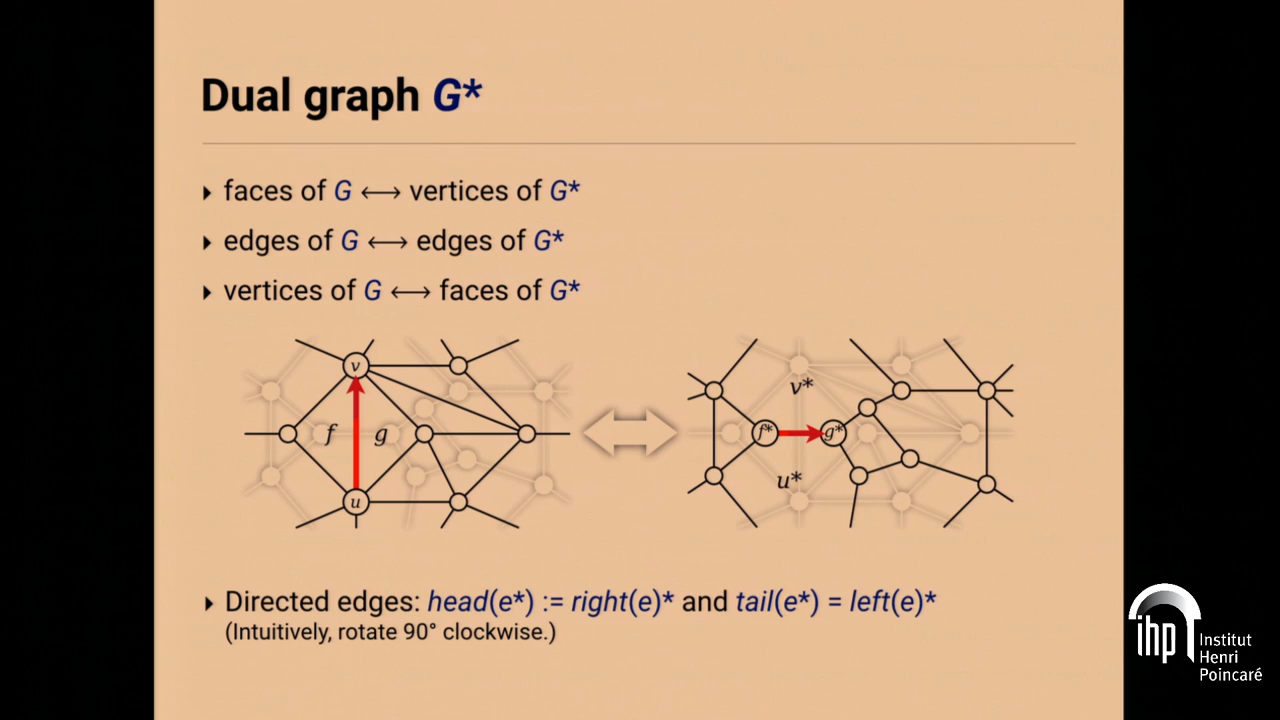 Dual graph G*
▸ faces of G ⟷ vertices of G*
▸ edges of G ⟷ edges of G*
▸ vertices of G ⟷ faces of G*
v
f
g
u
v*
f*
g*
u*
▸ Directed edges: head(e*) := right(e)* and tail(e*) = left(e)*
(Intuitively, rotate 90° clockwise.)
ihp
Institut
Henri
Poincaré